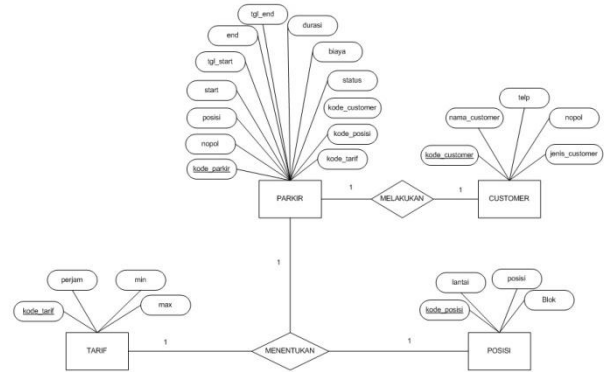 tgl_end
durasi
end
biaya
tgl_start
status
start
kode_customer
posisi
kode_posisi
nopol
kode_tarif
kode_parkir
telp
nama_customer
nopol
kode_customer
jenis_customer
PARKIR
1
MELAKUKAN
1
CUSTOMER
1
perjam
min
kode_tarif
max
lantai
posisi
kode_posisi
Blok
TARIF
1
MENENTUKAN
1
POSISI